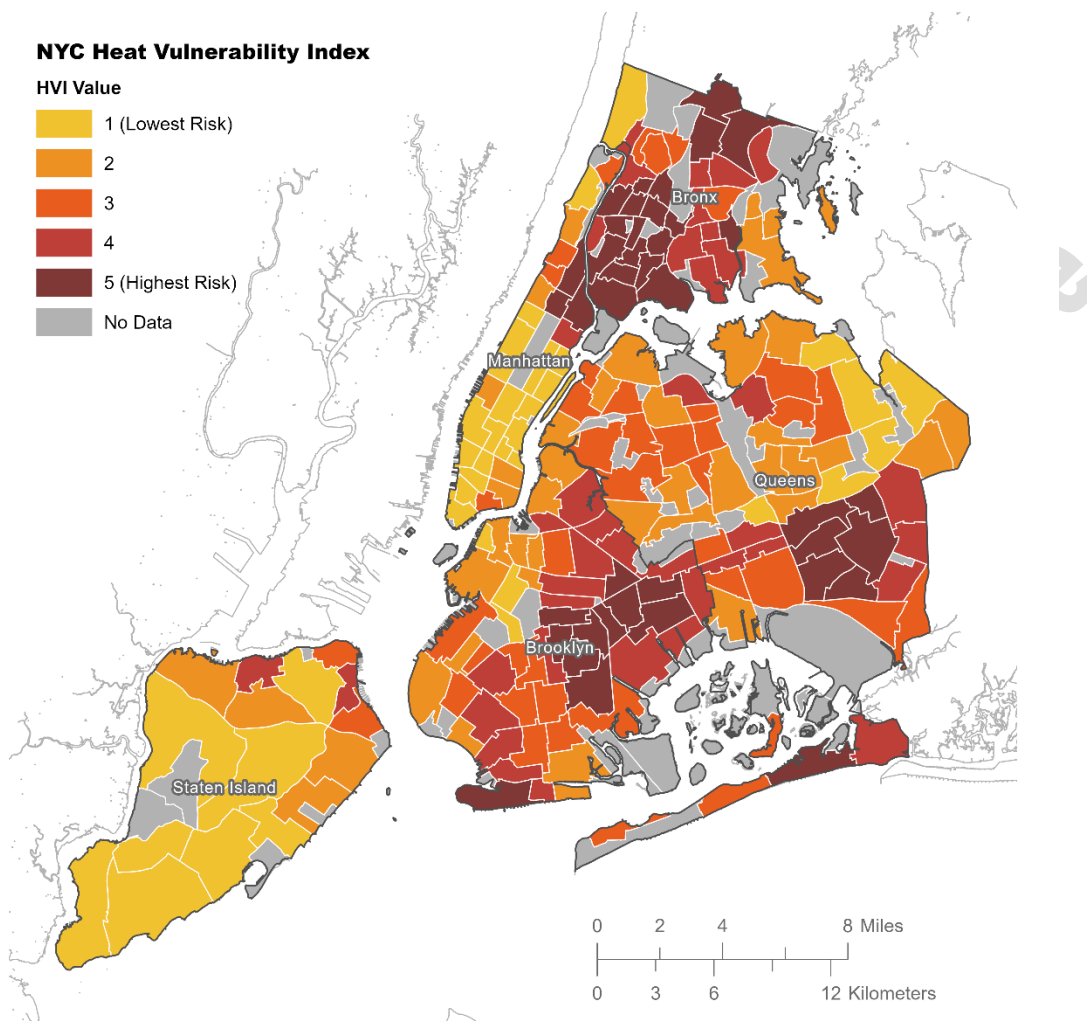 NYC Heat Vulnerability Index
HVI Value
1 (Lowest Risk)
2
3
4
5 (Highest Risk)
No Data
Bronx
Manhattan
Queens
Brooklyn
Staten Island
0 2 4 8 Miles
0 3 6 12 Kilometers